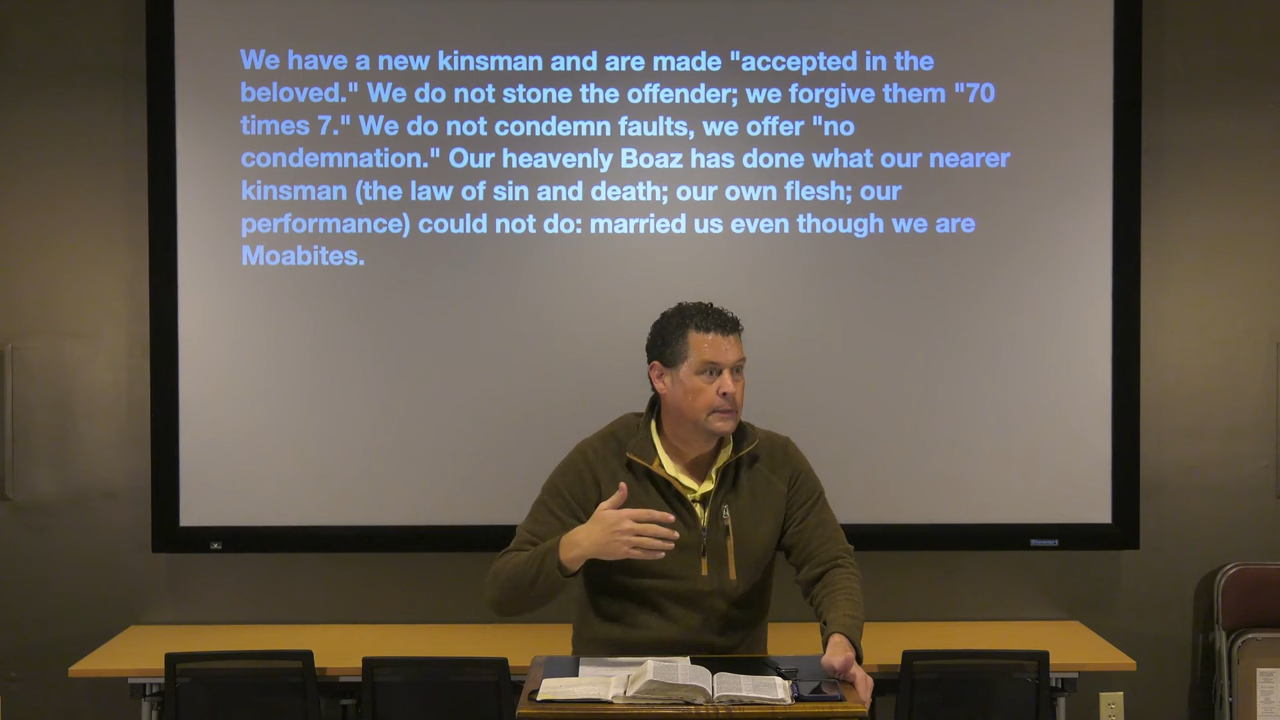 We have a new kinsman and are made "accepted in the
beloved." We do not stone the offender; we forgive them "70
times 7." We do not condemn faults, we offer "no
condemnation." Our heavenly Boaz has done what our nearer
kinsman (the law of sin and death; our own flesh; our
performance) could not do: married us even though we are
Moabites.